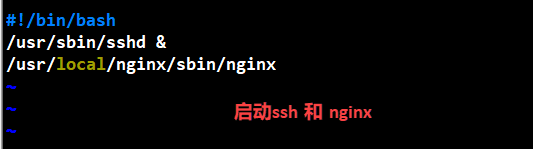 #!/bin/bash
/usr/sbin/sshd &
/usr/local/nginx/sbin/nginx
~
~
启动ssh 和 nginx
~